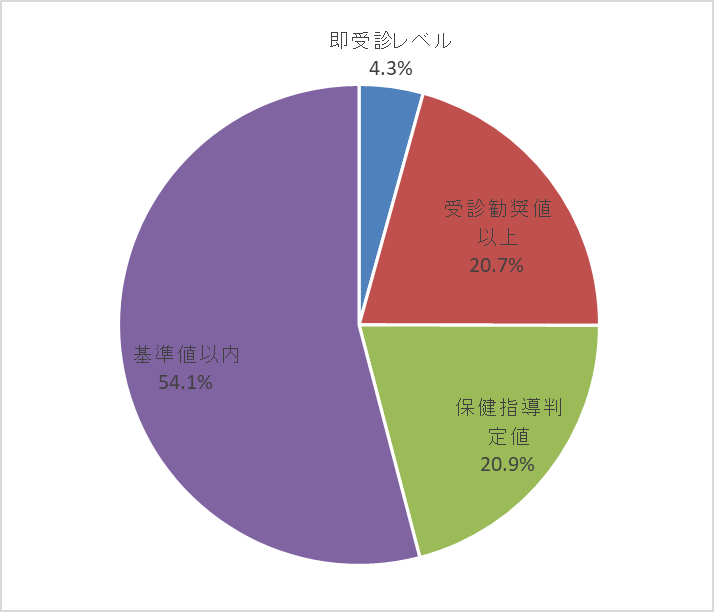 即受診レベル
4.3%
受診勧奨値
以上
20.7%
保健指導判
定値
20.9%
基準値以内
54.1%